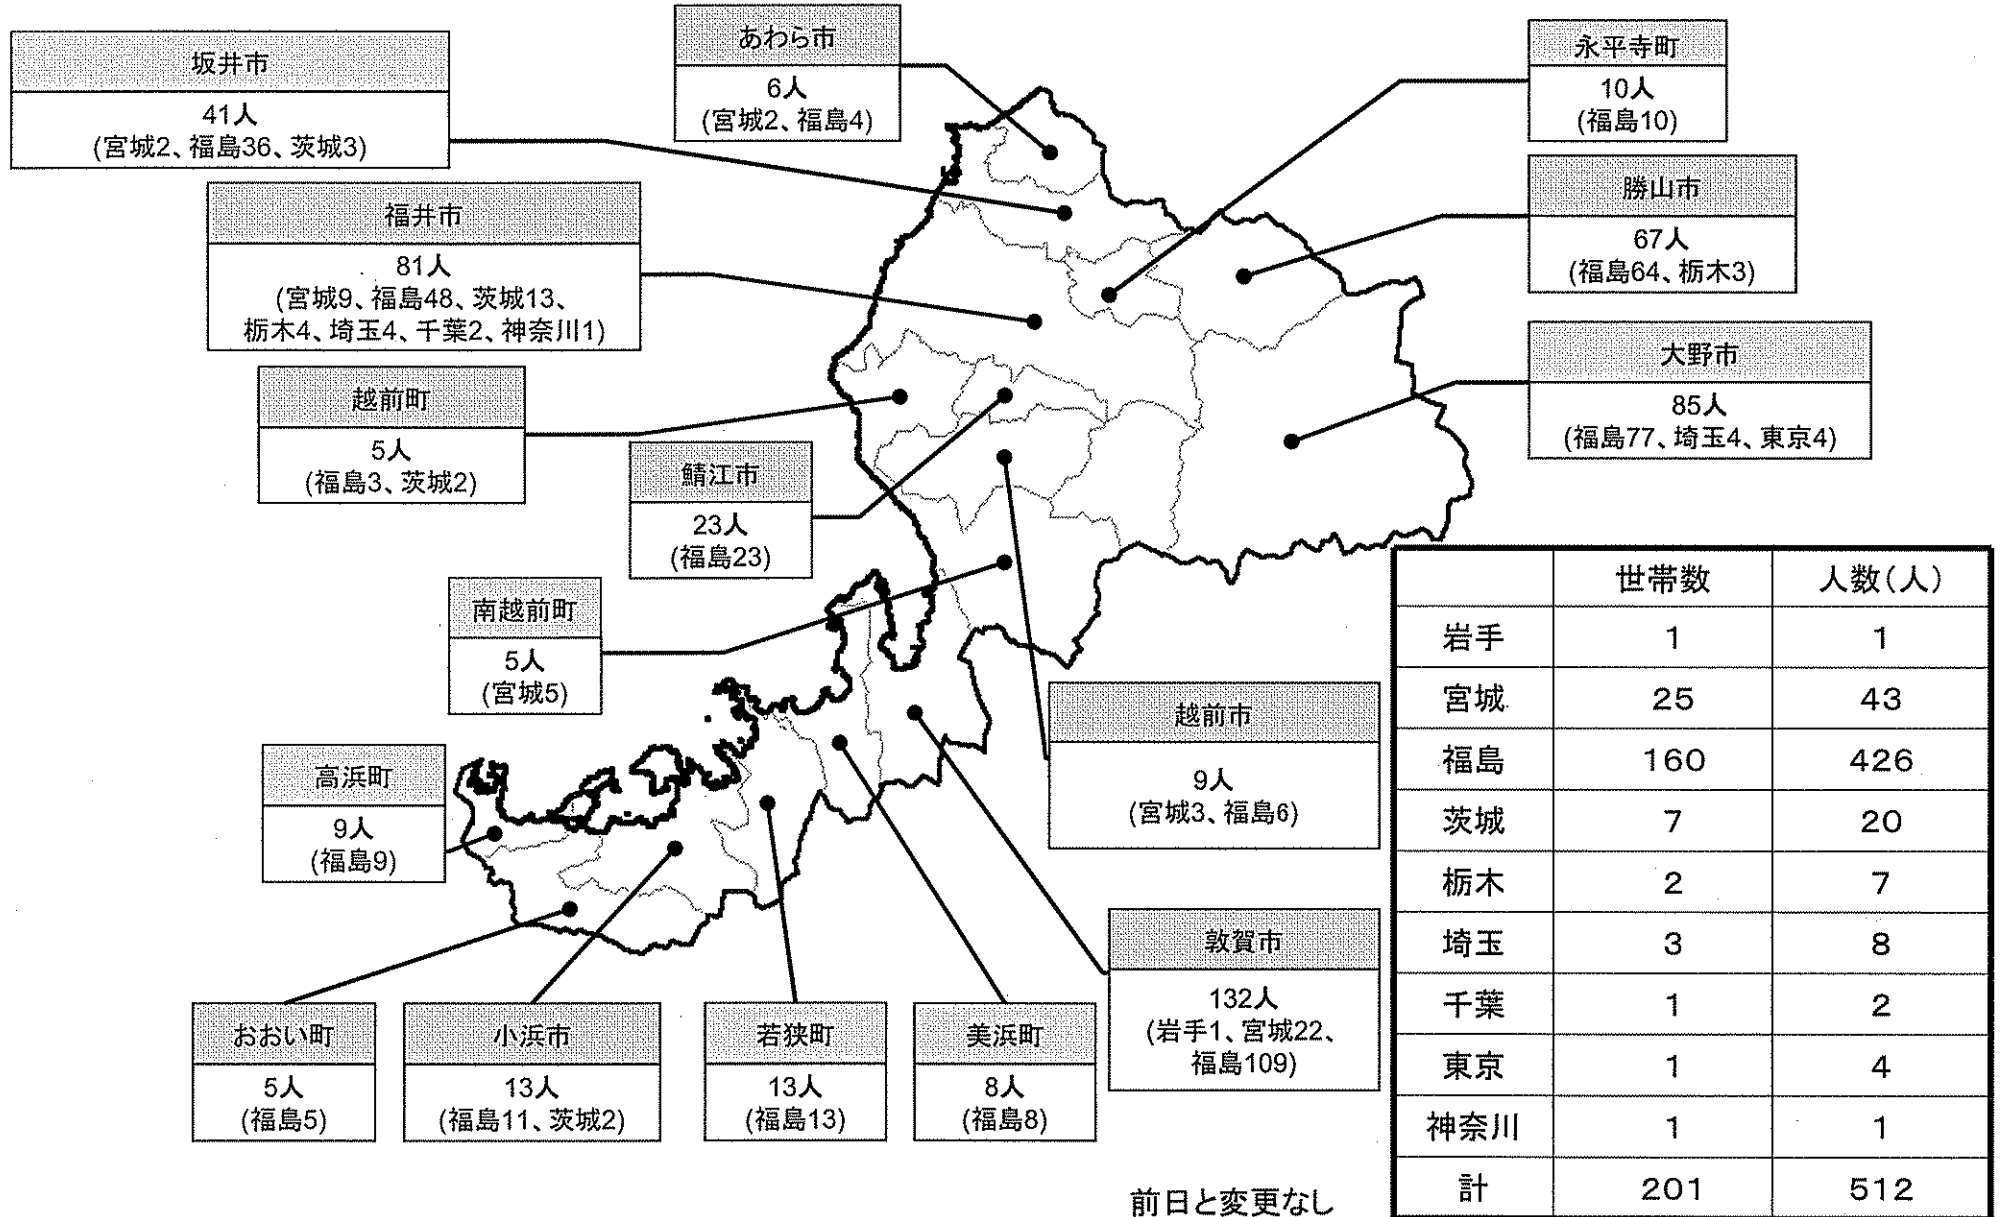 あわら市
6人
(宮城2、福島4)
坂井市
41人
(宮城2、福島36、茨城3)
永平寺町
10人
(福島10)
勝山市
67人
(福島64、栃木3)
福井市
81人
(宮城9、福島48、茨城13、
栃木4、埼玉4、千葉2、神奈川1)
大野市
85人
(福島77、埼玉4、東京4)
越前町
5人
(福島3、茨城2)
鯖江市
23人
(福島23)
南越前町
5人
(宮城5)
越前市
9人
(宮城3、福島6)
高浜町
9人
(福島9)
敦賀市
132人
(岩手1、宮城22、
福島109)
おおい町
5人
(福島5)
小浜市
13人
(福島11、茨城2)
若狭町
13人
(福島13)
美浜町
8人
(福島8)
世帯数 人数(人)
岩手 1 1
宮城 25 43
福島 160 426
茨城 7 20
栃木 2 7
埼玉 3 8
千葉 1 2
東京 1 4
神奈川 1 1
計 201 512
前日と変更なし